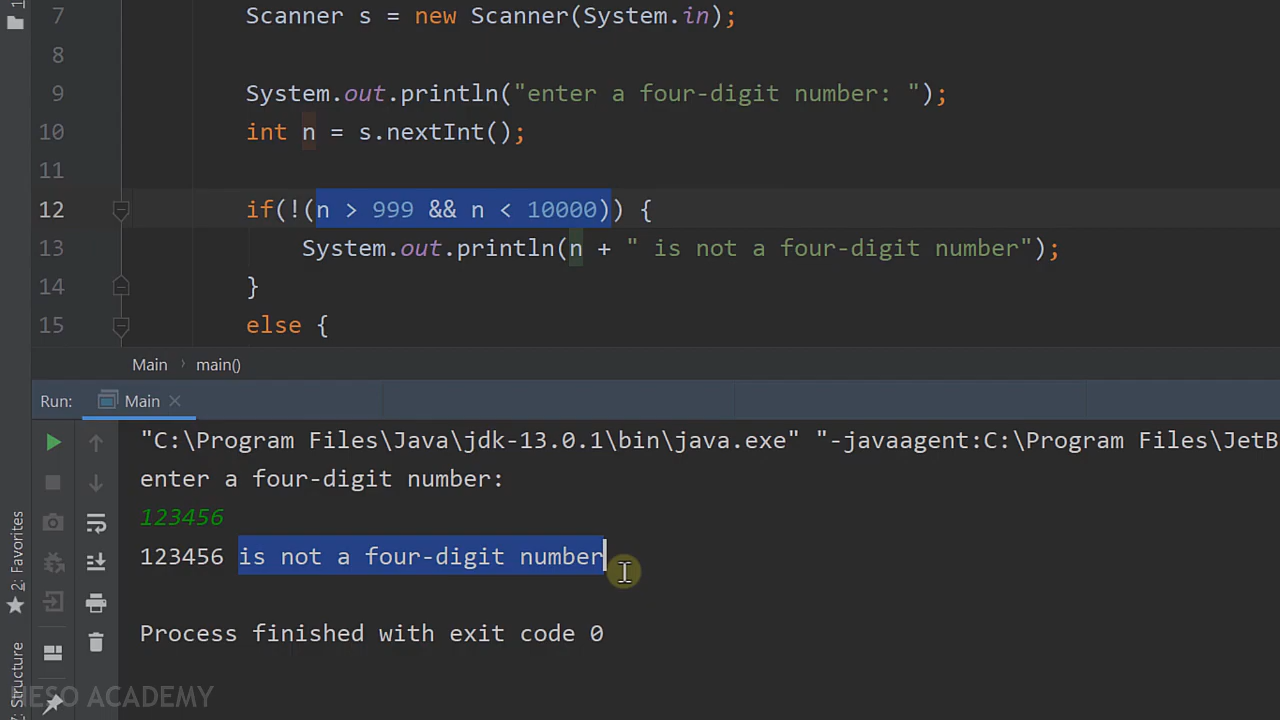 7 Scanner s = new Scanner(System.in);
8
9 System.out.println("enter a four-digit number: ");
10 int n = s.nextInt();
11
12 if(!(n > 999 && n < 10000)) {
13 System.out.println(n + " is not a four-digit number");
14 }
15 else {
Main main()
Run: Main
"C:\Program Files\Java\jdk-13.0.1\bin\java.exe" "-javaagent:C:\Program Files\JetB
enter a four-digit number:
123456
123456 is not a four-digit number
Process finished with exit code 0
2: Favorites
7: Structure
NESO ACADEMY